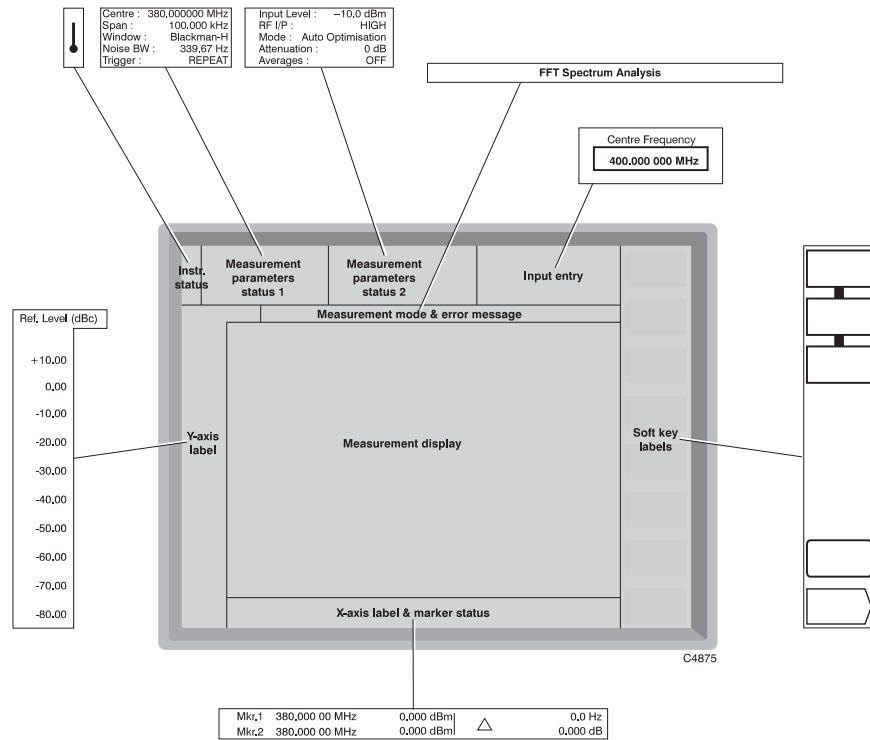 Centre : 380.000000 MHz
Span : 100.000 kHz
Window : Blackman-H
Noise BW : 339.67 Hz
Trigger : REPEAT
Input Level : –10.0 dBm
RF I/P : HIGH
Mode : Auto Optimisation
Attenuation : 0 dB
Averages : OFF
FFT Spectrum Analysis
Centre Frequency
400.000 000 MHz
Instr. status
Measurement parameters status 1
Measurement parameters status 2
Input entry
Measurement mode & error message
Ref. Level (dBc)
+10.00
0.00
-10.00
-20.00
-30.00
-40.00
-50.00
-60.00
-70.00
-80.00
Y-axis label
Measurement display
Soft key labels
X-axis label & marker status
C4875
Mkr.1 380.000 00 MHz 0.000 dBm △ 0.0 Hz
Mkr.2 380.000 00 MHz 0.000 dBm 0.000 dB